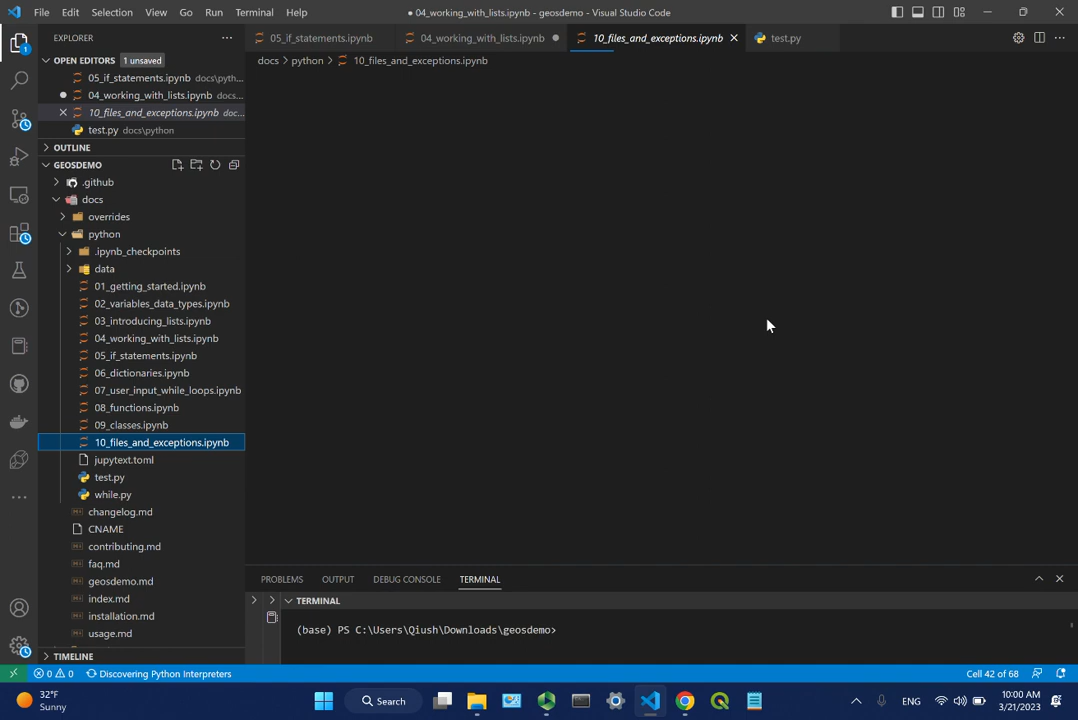 File Edit Selection View Go Run Terminal Help
● 04_working_with_lists.ipynb - geosdemo - Visual Studio Code
EXPLORER
05_if_statements.ipynb
04_working_with_lists.ipynb
10_files_and_exceptions.ipynb
test.py
docs > python > 10_files_and_exceptions.ipynb
OPEN EDITORS 1 unsaved
05_if_statements.ipynb docs\pyth...
04_working_with_lists.ipynb docs...
10_files_and_exceptions.ipynb doc...
test.py docs\python
OUTLINE
GEOSDEMO
.github
docs
overrides
python
.ipynb_checkpoints
data
01_getting_started.ipynb
02_variables_data_types.ipynb
03_introducing_lists.ipynb
04_working_with_lists.ipynb
05_if_statements.ipynb
06_dictionaries.ipynb
07_user_input_while_loops.ipynb
08_functions.ipynb
09_classes.ipynb
10_files_and_exceptions.ipynb
jupytext.toml
test.py
while.py
changelog.md
CNAME
contributing.md
faq.md
geosdemo.md
index.md
installation.md
usage.md
TIMELINE
PROBLEMS OUTPUT DEBUG CONSOLE TERMINAL
TERMINAL
(base) PS C:\Users\Qiush\Downloads\geosdemo>
0 0 Discovering Python Interpreters
Cell 42 of 68
32°F
Sunny
1
Search
ENG
10:00 AM
3/21/2023